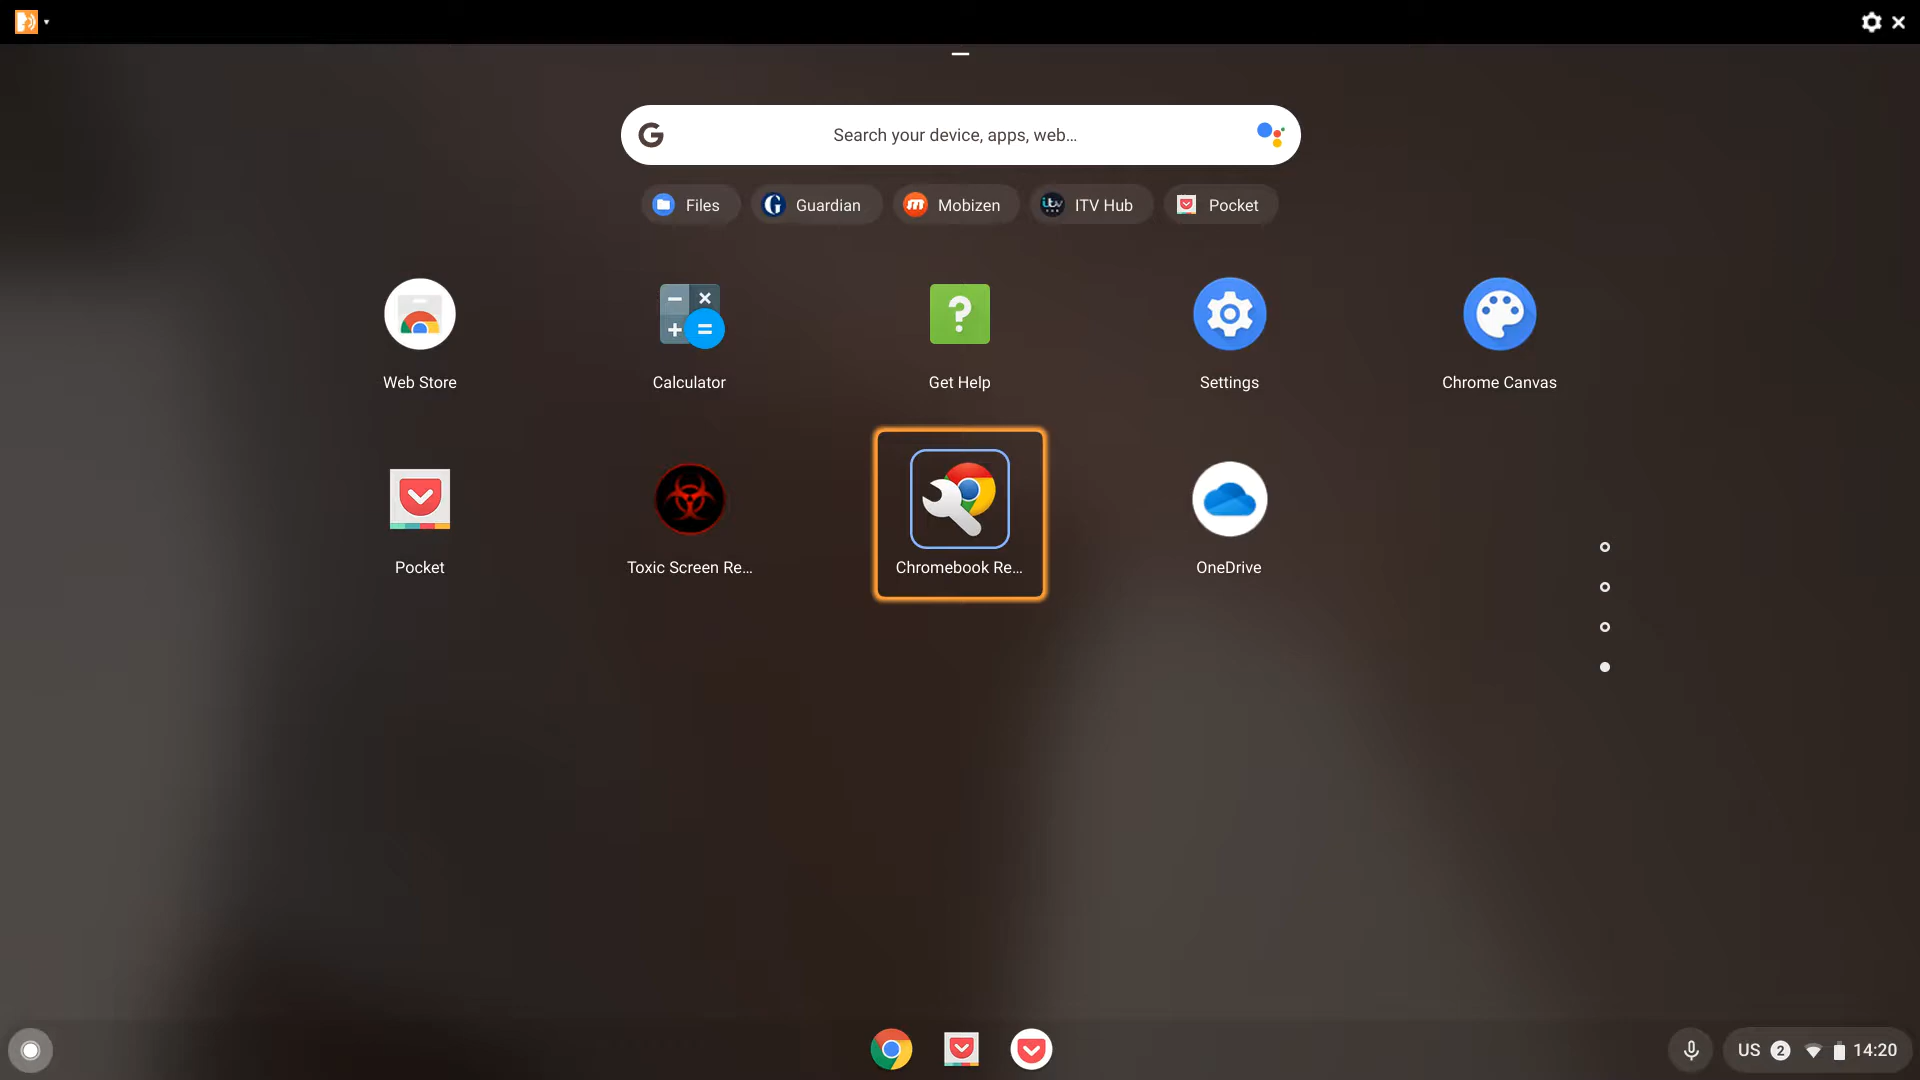 Search your device, apps, web...
Files
Guardian
Mobizen
ITV Hub
Pocket
Web Store
Calculator
Get Help
Settings
Chrome Canvas
Pocket
Toxic Screen Re...
Chromebook Re...
OneDrive
US 2 14:20